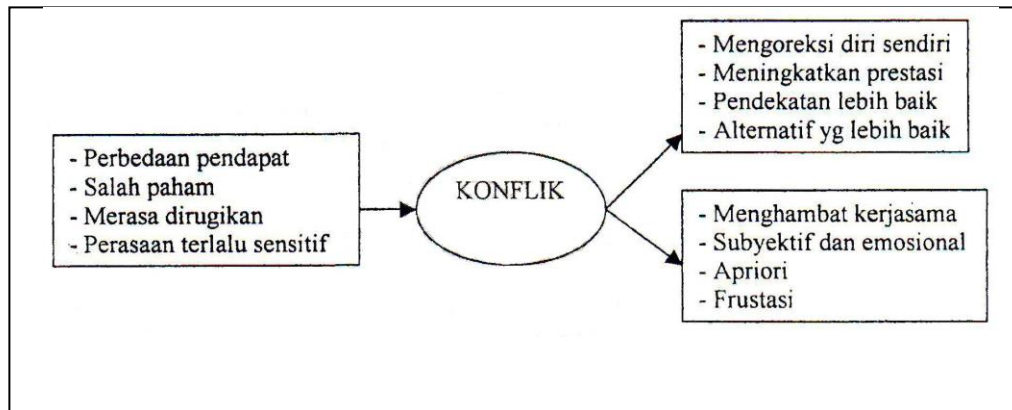 - Perbedaan pendapat
- Salah paham
- Merasa dirugikan
- Perasaan terlalu sensitif
KONFLIK
- Mengoreksi diri sendiri
- Meningkatkan prestasi
- Pendekatan lebih baik
- Alternatif yg lebih baik
- Menghambat kerjasama
- Subyektif dan emosional
- Apriori
- Frustasi